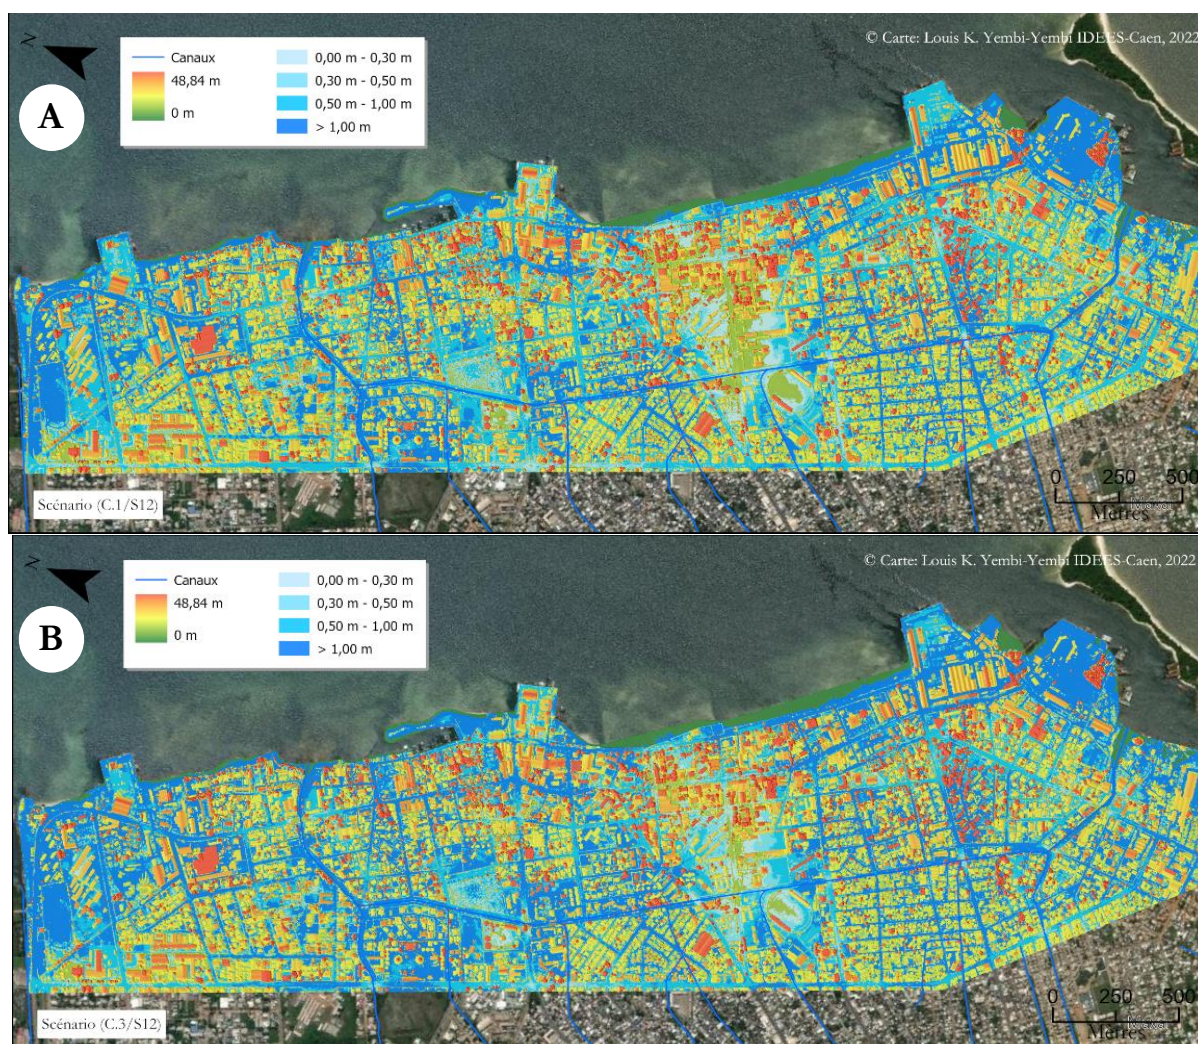 N
© Carte: Louis K. Yembi-Yembi IDEES-Caen, 2022
A
Canaux
48,84 m
0 m
0,00 m - 0,30 m
0,30 m - 0,50 m
0,50 m - 1,00 m
> 1,00 m
Scénario (C.1/S12)
0 250 500
Mètres
N
© Carte: Louis K. Yembi-Yembi IDEES-Caen, 2022
B
Canaux
48,84 m
0 m
0,00 m - 0,30 m
0,30 m - 0,50 m
0,50 m - 1,00 m
> 1,00 m
Scénario (C.3/S12)
0 250 500
Mètres